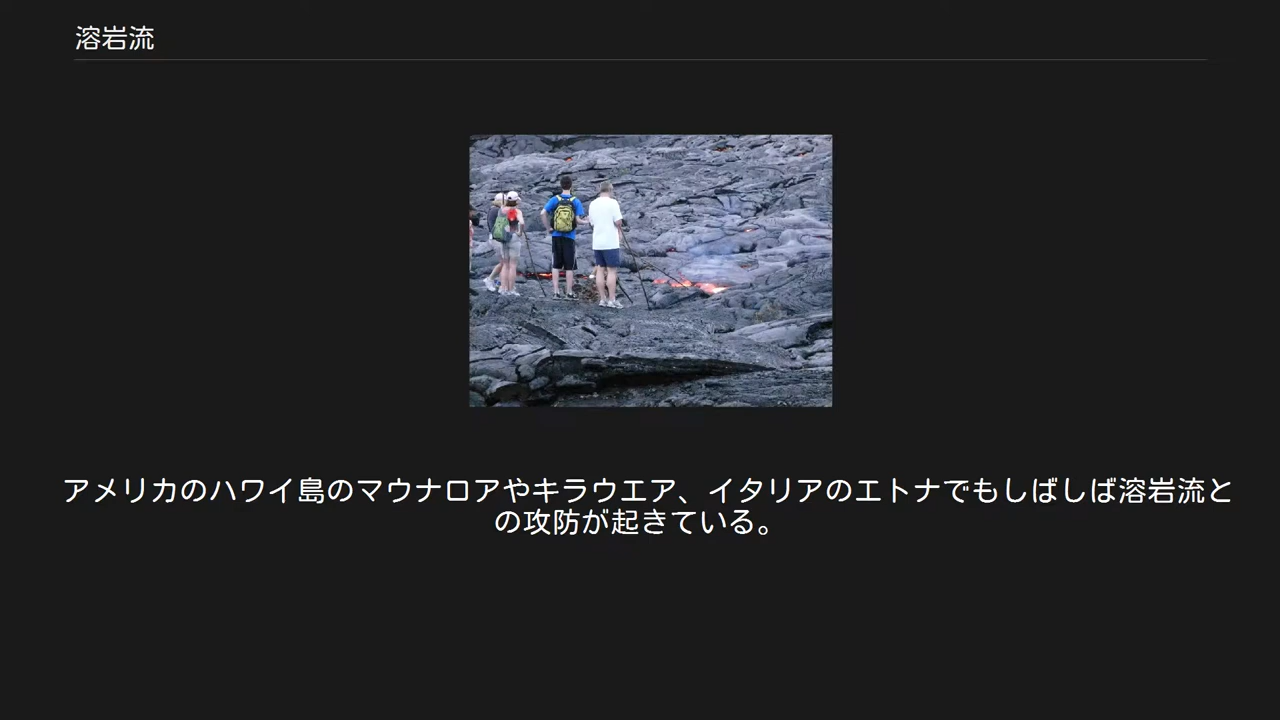 溶岩流
アメリカのハワイ島のマウナロアやキラウエア、イタリアのエトナでもしばしば溶岩流と
の攻防が起きている。